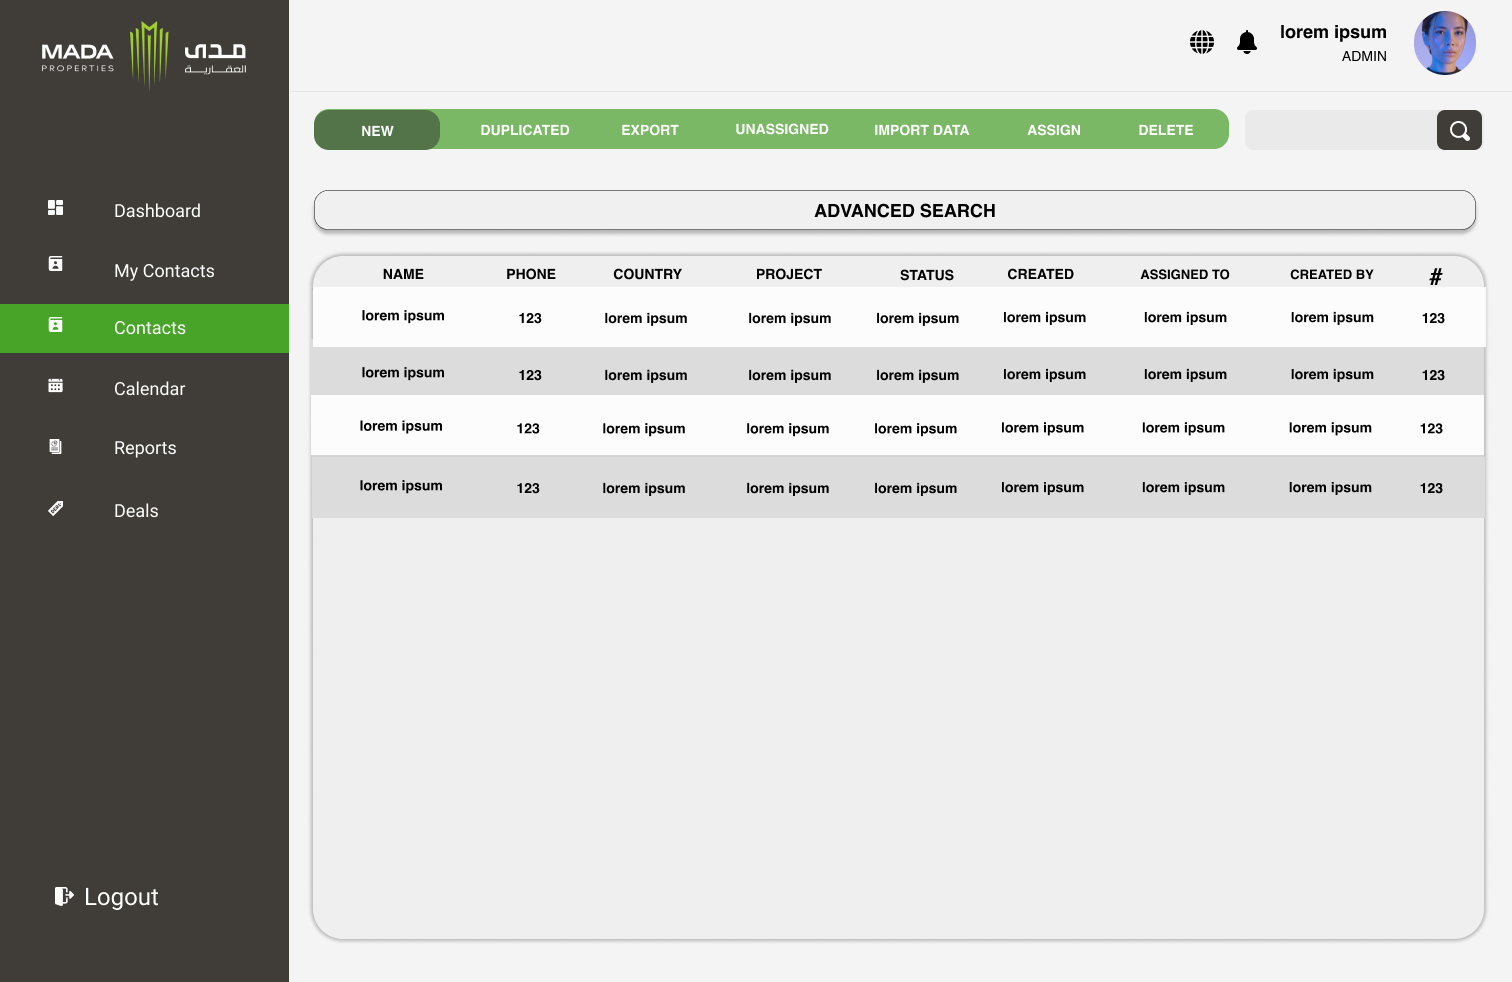 MADA
PROPERTIES
مدى
العقارية
lorem ipsum
ADMIN
NEW DUPLICATED EXPORT UNASSIGNED IMPORT DATA ASSIGN DELETE
Dashboard
My Contacts
Contacts
Calendar
Reports
Deals
Logout
ADVANCED SEARCH
NAME PHONE COUNTRY PROJECT STATUS CREATED ASSIGNED TO CREATED BY #
lorem ipsum 123 lorem ipsum lorem ipsum lorem ipsum lorem ipsum lorem ipsum lorem ipsum 123
lorem ipsum 123 lorem ipsum lorem ipsum lorem ipsum lorem ipsum lorem ipsum lorem ipsum 123
lorem ipsum 123 lorem ipsum lorem ipsum lorem ipsum lorem ipsum lorem ipsum lorem ipsum 123
lorem ipsum 123 lorem ipsum lorem ipsum lorem ipsum lorem ipsum lorem ipsum lorem ipsum 123